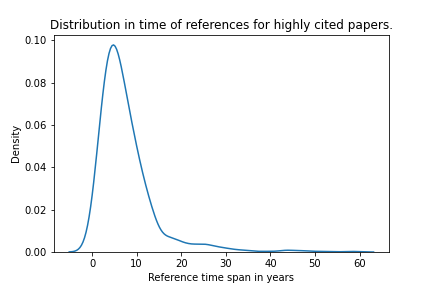 Distribution in time of references for highly cited papers.
0.10
0.08
0.06
0.04
0.02
0.00
Density
0 10 20 30 40 50 60
Reference time span in years